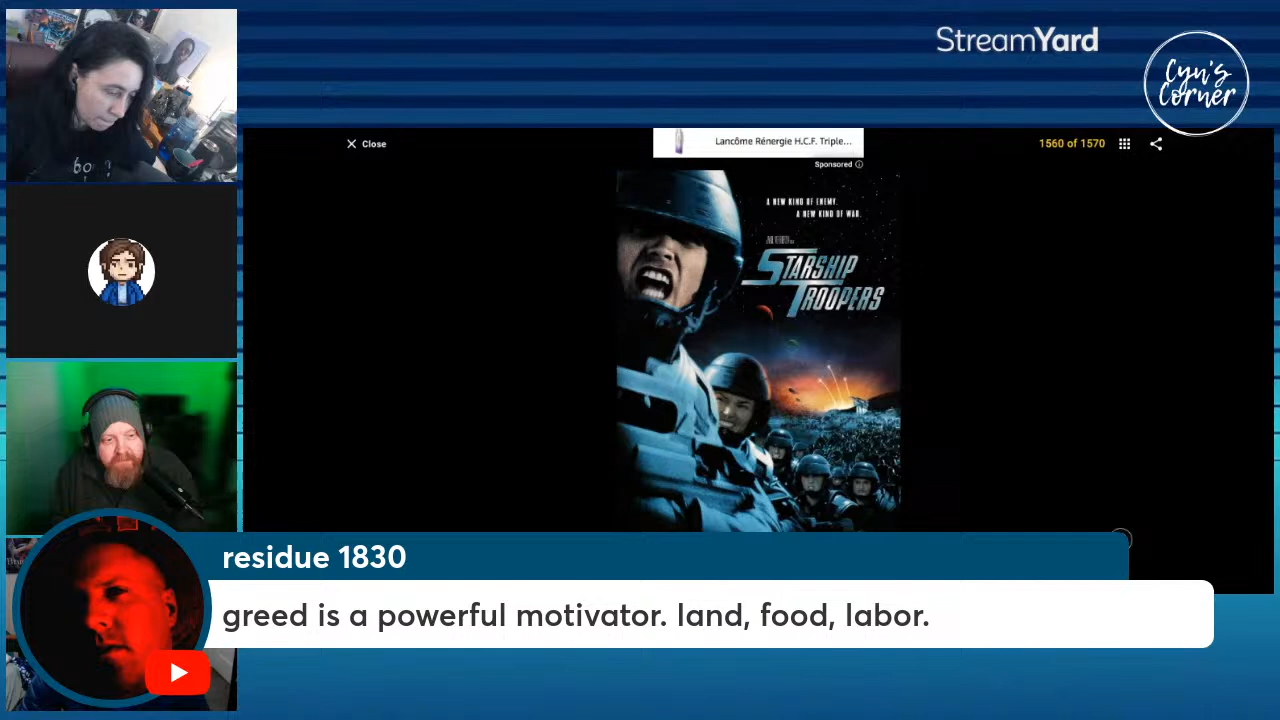 StreamYard
Cyn's
Corner
Close
Lancôme Rénergie H.C.F. Triple...
1560 of 1570
Sponsored
A NEW KIND OF ENEMY.
A NEW KIND OF WAR.
STARSHIP
TROOPERS
residue 1830
greed is a powerful motivator. land, food, labor.